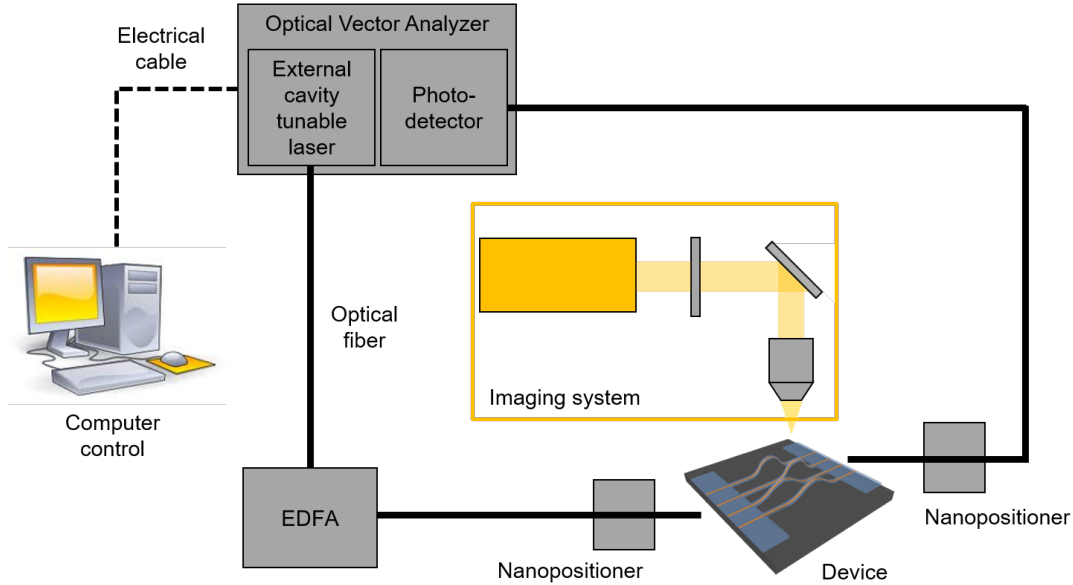 Optical Vector Analyzer
Electrical
cable
External
cavity
tunable
laser
Photo-
detector
Optical
fiber
Imaging system
Computer
control
EDFA
Nanopositioner
Nanopositioner
Device